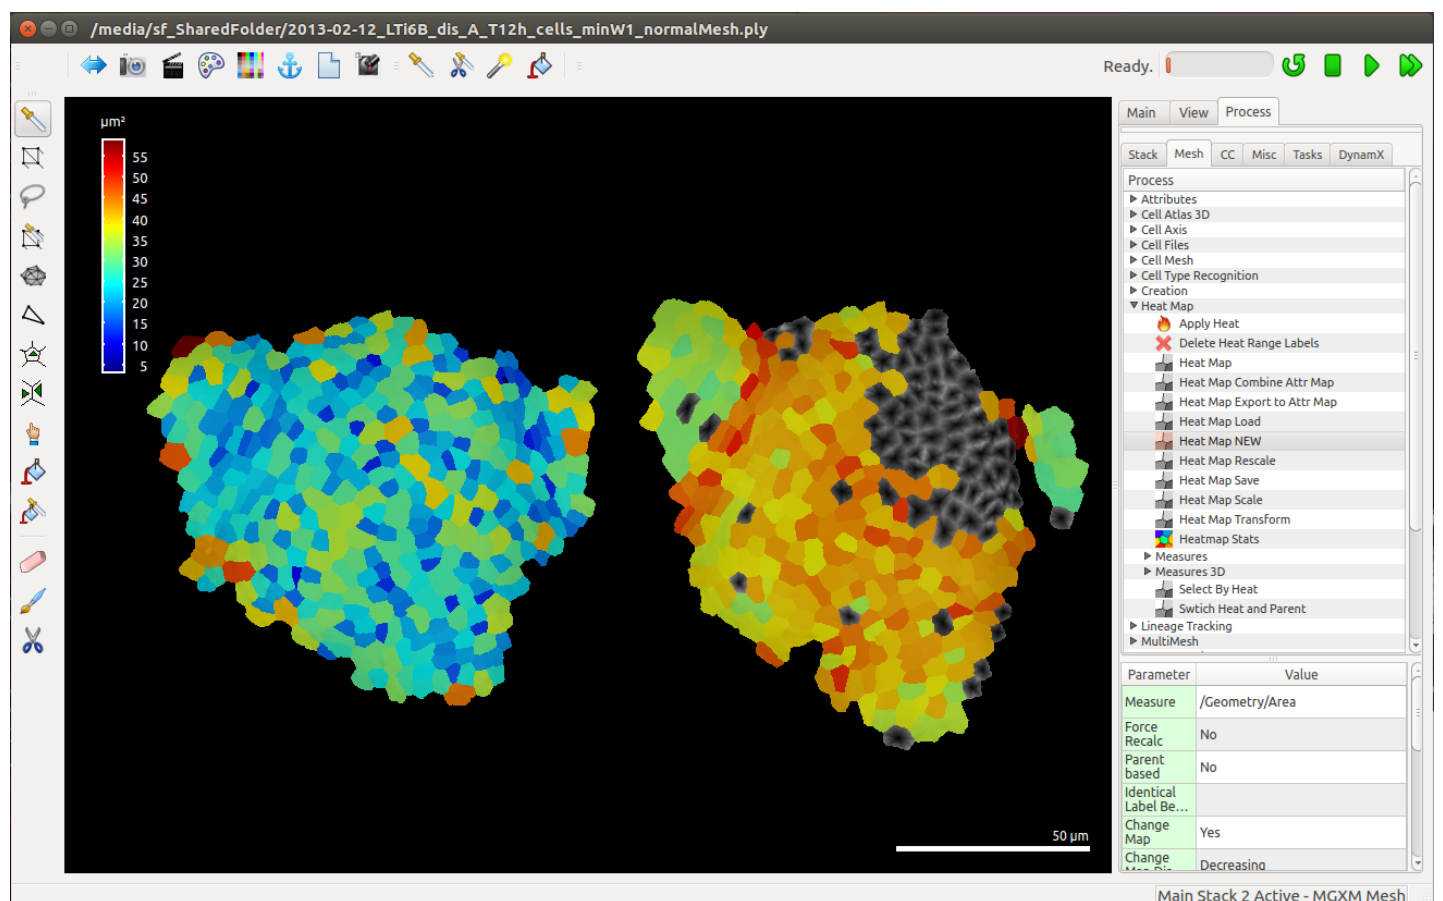 /media/sf_SharedFolder/2013-02-12_LTi6B_dis_A_T12h_cells_minW1_normalMesh.ply
Ready.
Main View Process
Stack Mesh CC Misc Tasks DynamX
Process
Attributes
Cell Atlas 3D
Cell Axis
Cell Files
Cell Mesh
Cell Type Recognition
Creation
Heat Map
Apply Heat
Delete Heat Range Labels
Heat Map
Heat Map Combine Attr Map
Heat Map Export to Attr Map
Heat Map Load
Heat Map NEW
Heat Map Rescale
Heat Map Save
Heat Map Scale
Heat Map Transform
Heatmap Stats
Measures
Measures 3D
Select By Heat
Swtich Heat and Parent
Lineage Tracking
MultiMesh
Parameter Value
Measure /Geometry/Area
Force Recalc No
Parent based No
Identical Label Be...
Change Map Yes
Change Decreasing
µm²
55
50
45
40
35
30
25
20
15
10
5
50 µm
Main Stack 2 Active - MGXM Mesh